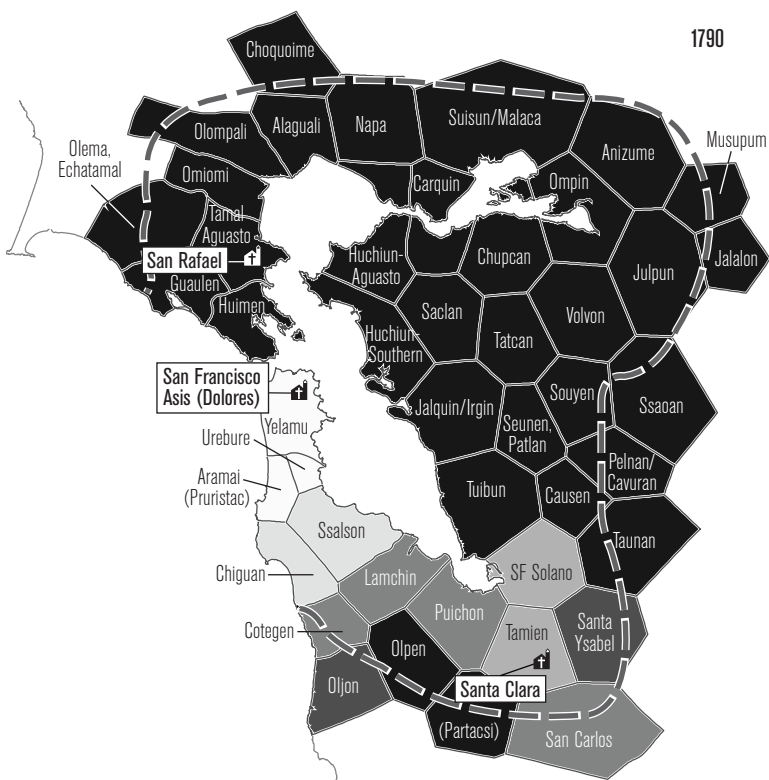 1790
Choquoime
Olompali
Alaguali
Napa
Suisun/Malaca
Anizume
Musupum
Olema,
Echatamal
Omiomi
Carquin
Ompin
Tamal
Aguasto
San Rafael
Gaulen
Huimen
Huchiun-
Aguasto
Chupcan
Julpun
Jalalon
Saclan
Tatcan
Volvon
Huchiun-
Southern
San Francisco
Asis (Dolores)
Yelamu
Jalquin/Irgin
Seunen,
Patlan
Souyen
Ssaoan
Urebure
Aramai
(Pruristac)
Tuibun
Causen
Pelnan/
Cavuran
Ssalson
Taunan
Chiguan
Lamchin
SF Solano
Cotegen
Puichon
Santa
Ysabel
Olpen
Tamien
Oljon
Santa Clara
(Partacsi)
San Carlos